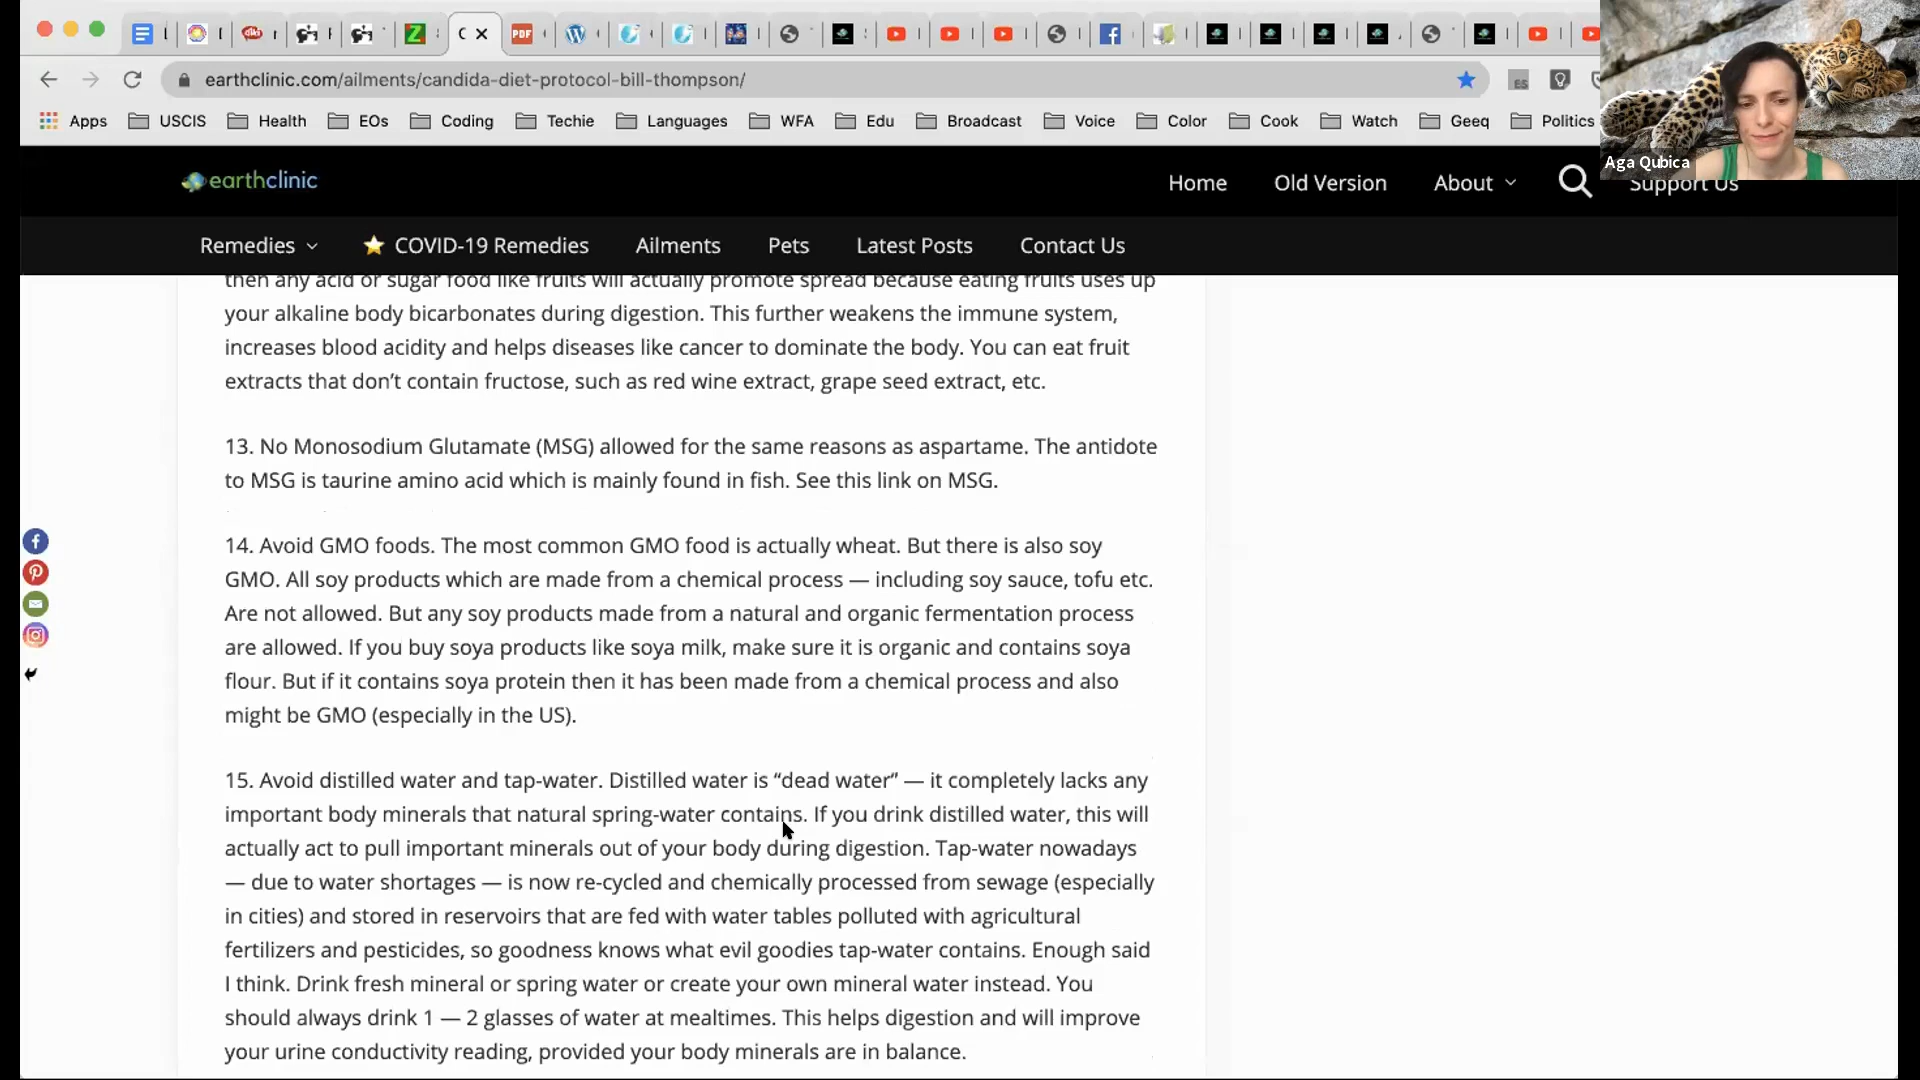 earthclinic.com/ailments/candida-diet-protocol-bill-thompson/
Apps USCIS Health EOs Coding Techie Languages WFA Edu Broadcast Voice Color Cook Watch Geeq Politics
Aga Qubica
earthclinic Home Old Version About Support Us
Remedies COVID-19 Remedies Ailments Pets Latest Posts Contact Us
then any acid or sugar food like fruits will actually promote spread because eating fruits uses up
your alkaline body bicarbonates during digestion. This further weakens the immune system,
increases blood acidity and helps diseases like cancer to dominate the body. You can eat fruit
extracts that don’t contain fructose, such as red wine extract, grape seed extract, etc.
13. No Monosodium Glutamate (MSG) allowed for the same reasons as aspartame. The antidote
to MSG is taurine amino acid which is mainly found in fish. See this link on MSG.
14. Avoid GMO foods. The most common GMO food is actually wheat. But there is also soy
GMO. All soy products which are made from a chemical process — including soy sauce, tofu etc.
Are not allowed. But any soy products made from a natural and organic fermentation process
are allowed. If you buy soya products like soya milk, make sure it is organic and contains soya
flour. But if it contains soya protein then it has been made from a chemical process and also
might be GMO (especially in the US).
15. Avoid distilled water and tap-water. Distilled water is “dead water” — it completely lacks any
important body minerals that natural spring-water contains. If you drink distilled water, this will
actually act to pull important minerals out of your body during digestion. Tap-water nowadays
— due to water shortages — is now re-cycled and chemically processed from sewage (especially
in cities) and stored in reservoirs that are fed with water tables polluted with agricultural
fertilizers and pesticides, so goodness knows what evil goodies tap-water contains. Enough said
I think. Drink fresh mineral or spring water or create your own mineral water instead. You
should always drink 1 — 2 glasses of water at mealtimes. This helps digestion and will improve
your urine conductivity reading, provided your body minerals are in balance.